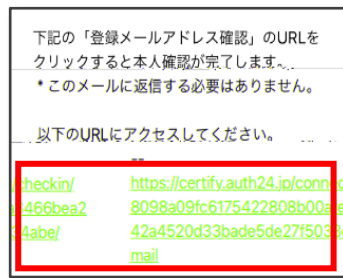 下記の「登録メールアドレス確認」のURLを
クリックすると本人確認が完了します。
* このメールに返信する必要はありません。
以下のURLにアクセスしてください。
/checkin/
https://certify.auth24.jp/connec
466bea2
8098a09fc6175422808b00
4abe/
42a4520d33bade5de27f503
mail